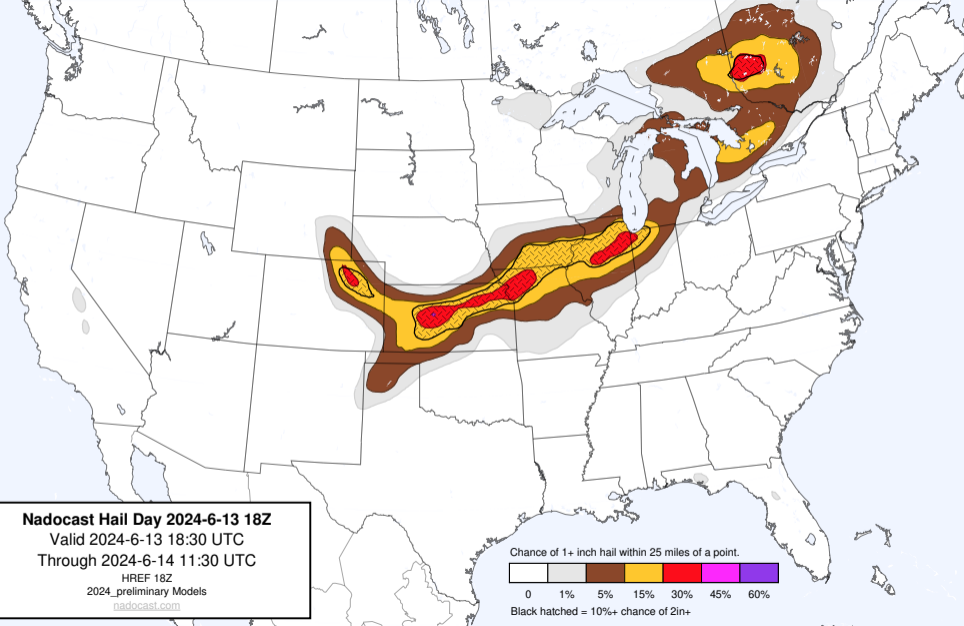 Nadocast Hail Day 2024-6-13 18Z
Valid 2024-6-13 18:30 UTC
Through 2024-6-14 11:30 UTC
HREF 18Z
2024_preliminary Models
nadocast.com
Chance of 1+ inch hail within 25 miles of a point.
0 1% 5% 15% 30% 45% 60%
Black hatched = 10%+ chance of 2in+